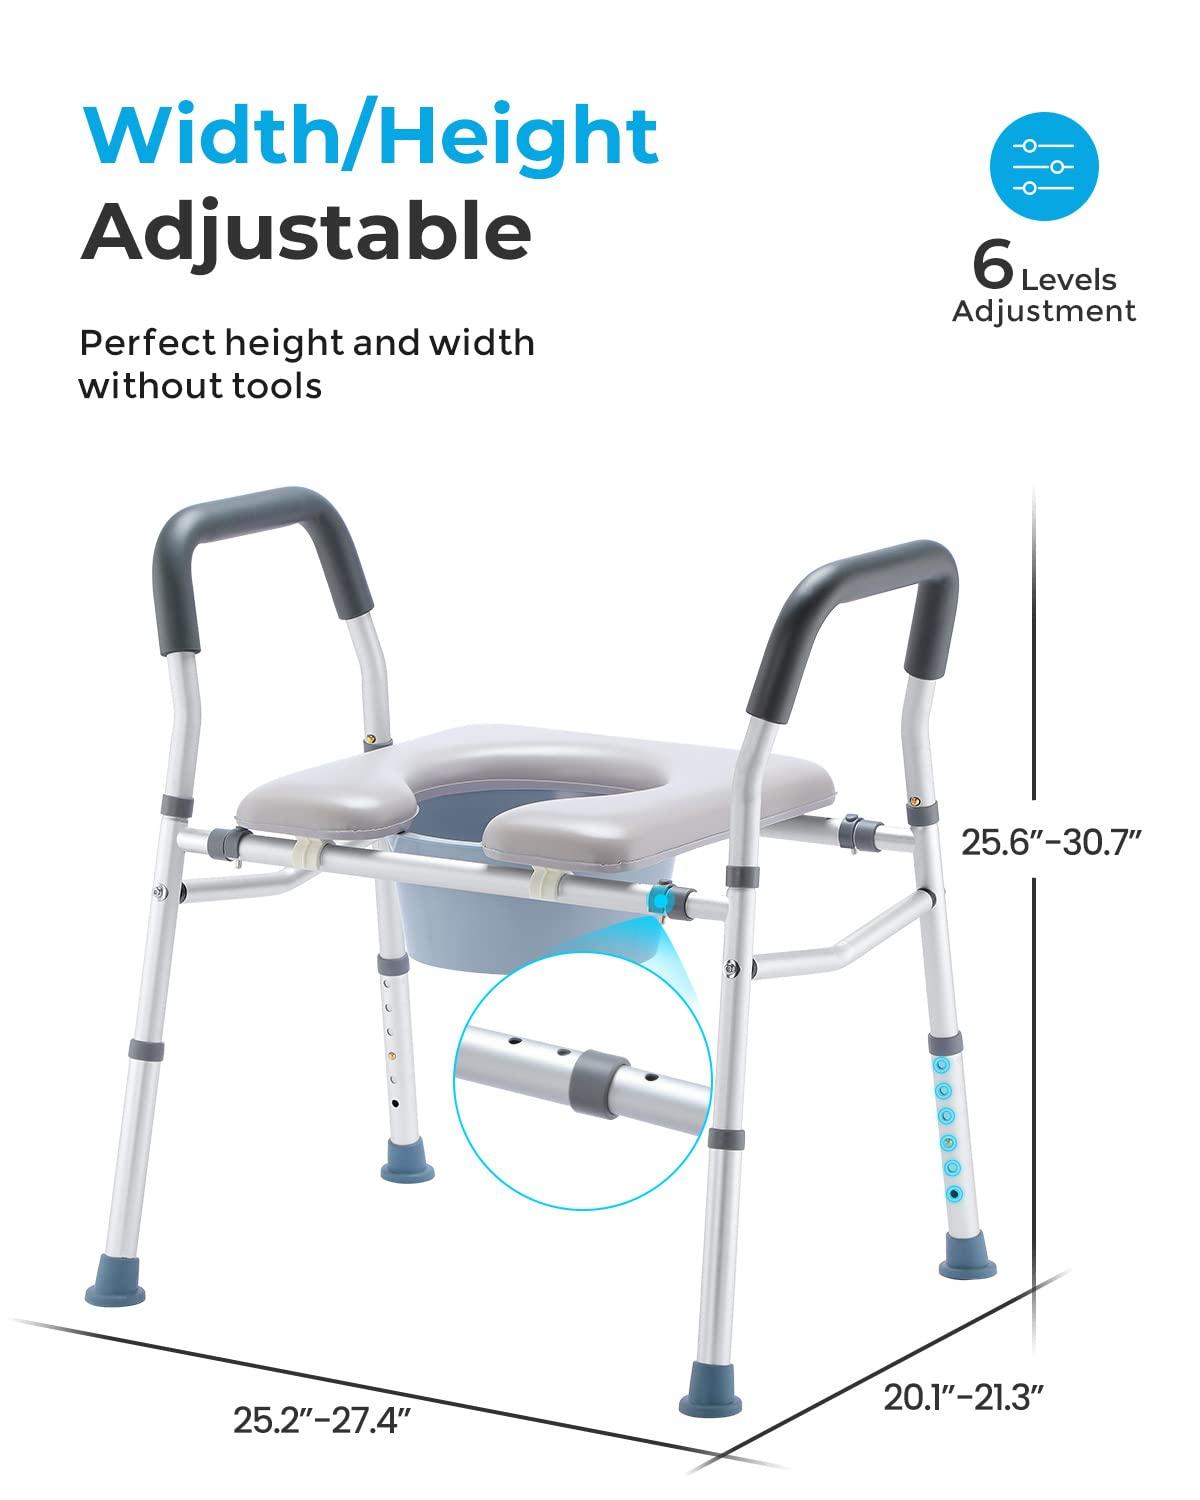 Width/Height
Adjustable
Perfect height and width
without tools
6 Levels
Adjustment
25.6”-30.7”
25.2”-27.4”
20.1”-21.3”